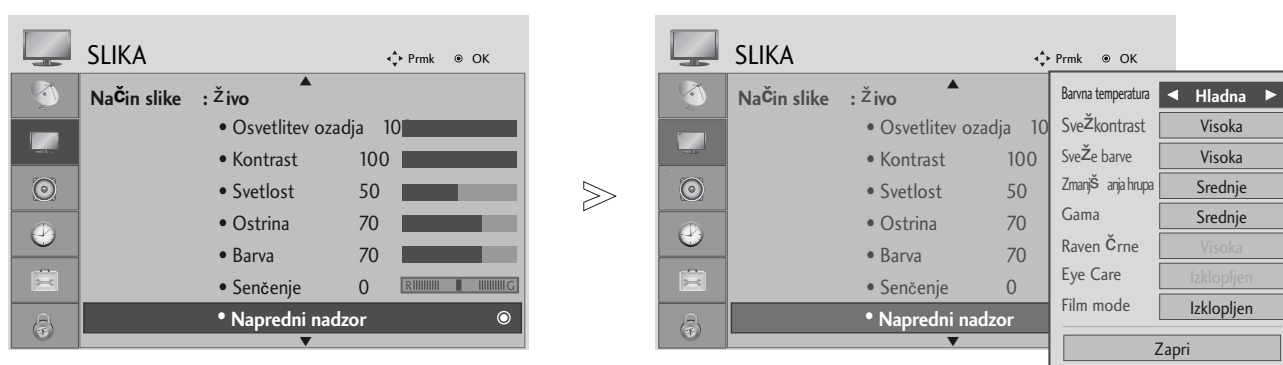 SLIKA Prmk OK
Način slike : Živo
• Osvetlitev ozadja 10
• Kontrast 100
• Svetlost 50
• Ostrina 70
• Barva 70
• Senčenje 0 R G
• Napredni nadzor
SLIKA Prmk OK
Način slike : Živo
• Osvetlitev ozadja 10
• Kontrast 100
• Svetlost 50
• Ostrina 70
• Barva 70
• Senčenje 0
• Napredni nadzor
Barvna temperatura ◄ Hladna ►
SveŽkontrast Visoka
SveŽe barve Visoka
ZmanjŠ anja hrupa Srednje
Gama Srednje
Raven Črne Visoka
Eye Care Izklopljen
Film mode Izklopljen
Zapri